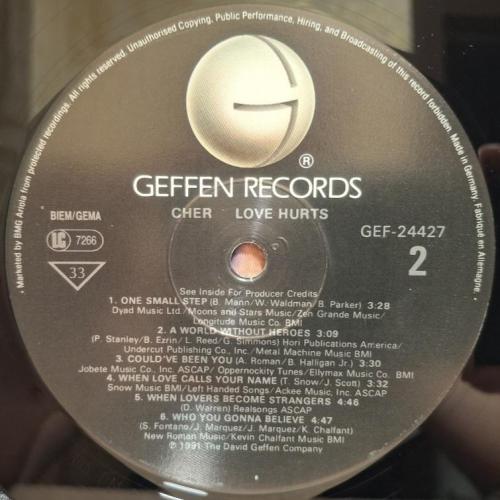 Unauthorised Copying, Public Performance, Hiring, and Broadcasting of this record forbidden. Made in Germany. Fabriqué en Allemagne.
• Marketed by BMG Ariola from protected recordings. All rights reserved.
®
GEFFEN RECORDS
CHER LOVE HURTS
BIEM/GEMA
GEF-24427
LC 7266
2
33
See Inside For Producer Credits
1. ONE SMALL STEP (B. Mann/W. Waldman/B. Parker) 3:28
Dyad Music Ltd./Moons and Stars Music/Zen Grande Music/
Longitude Music Co. BMI
2. A WORLD WITHOUT HEROES 3:09
(P. Stanley/B. Ezrin/L. Reed/G. Simmons) Hori Publications America/
Undercut Publishing Co., Inc./Metal Machine Music BMI
3. COULD'VE BEEN YOU (A. Roman/B. Halligan Jr.) 3:30
Jobete Music Co., Inc. ASCAP/Oppernockity Tunes/Ellymax Music Co. BMI
4. WHEN LOVE CALLS YOUR NAME (T. Snow/J. Scott) 3:32
Snow Music BMI/Left Handed Songs/Ackee Music, Inc. ASCAP
5. WHEN LOVERS BECOME STRANGERS 4:46
(D. Warren) Realsongs ASCAP
6. WHO YOU GONNA BELIEVE 4:47
(S. Fontano/J. Marquez/J. Marquez/K. Chalfant)
New Roman Music/Kevin Chalfant Music BMI
℗ 1991 The David Geffen Company